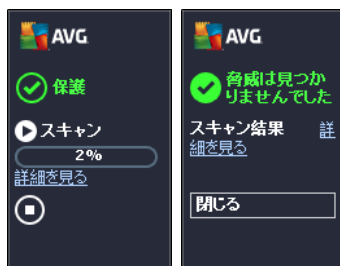 AVG
保護
スキャン
2%
詳細を見る
AVG
脅威は見つか
りませんでした
スキャン結果 詳
細を見る
閉じる